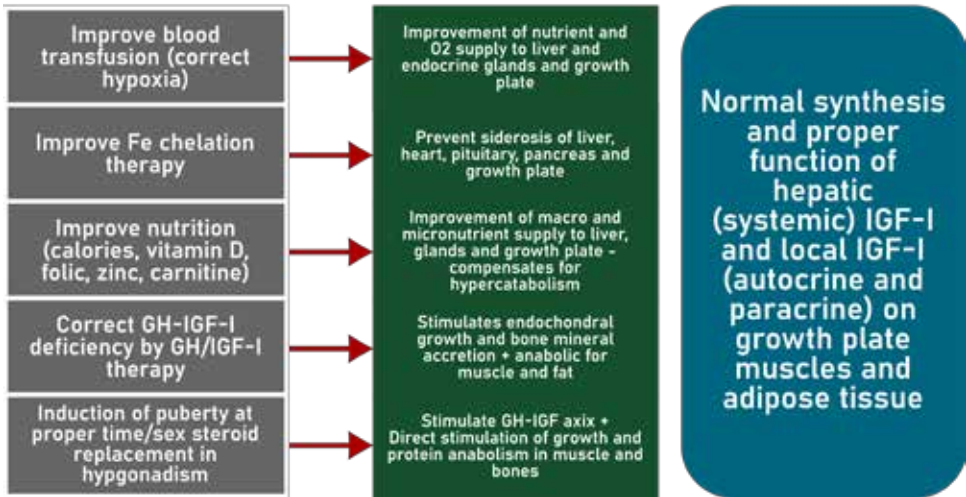 Improve blood
transfusion (correct
hypoxia)
Improvement of nutrient and
O2 supply to liver and
endocrine glands and growth
plate
Improve Fe chelation
therapy
Prevent siderosis of liver,
heart, pituitary, pancreas and
growth plate
Improve nutrition
(calories, vitamin D,
folic, zinc, carnitine)
Improvement of macro and
micronutrient supply to liver,
glands and growth plate -
compensates for
hypercatabolism
Correct GH-IGF-I
deficiency by GH/IGF-I
therapy
Stimulates endochondral
growth and bone mineral
accretion + anabolic for
muscle and fat
Induction of puberty at
proper time/sex steroid
replacement in
hypgonadism
Stimulate GH-IGF axix +
Direct stimulation of growth and
protein anabolism in muscle and
bones
Normal synthesis
and proper
function of
hepatic
(systemic) IGF-I
and local IGF-I
(autocrine and
paracrine) on
growth plate
muscles and
adipose tissue